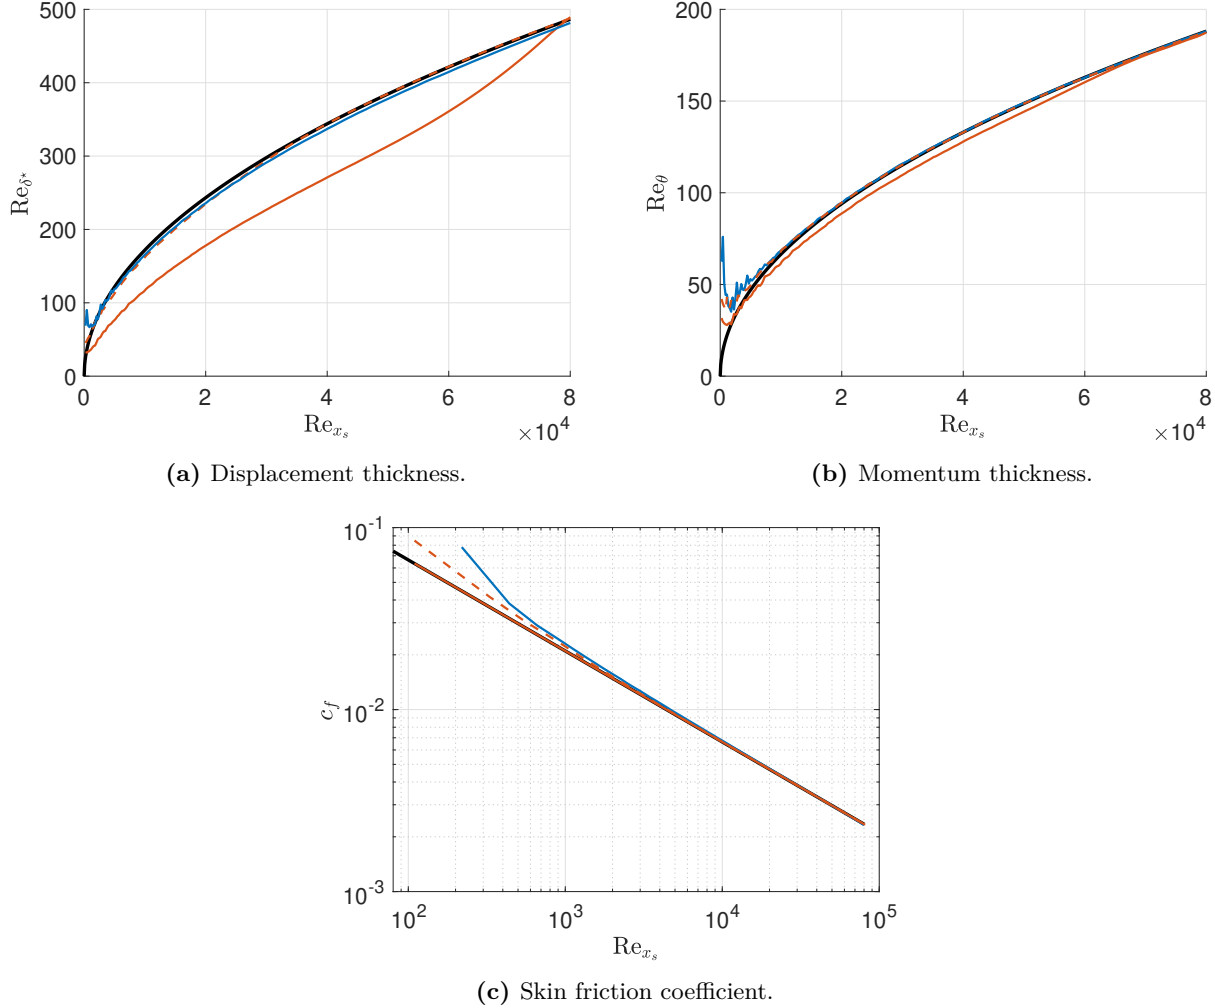 500
400
300
200
100
0
Re_{δ*}
0 2 4 6 8
Re_{x_s}
×10^4
(a) Displacement thickness.
200
150
100
50
0
Re_θ
0 2 4 6 8
Re_{x_s}
×10^4
(b) Momentum thickness.
10^{-1}
10^{-2}
10^{-3}
c_f
10^2 10^3 10^4 10^5
Re_{x_s}
(c) Skin friction coefficient.